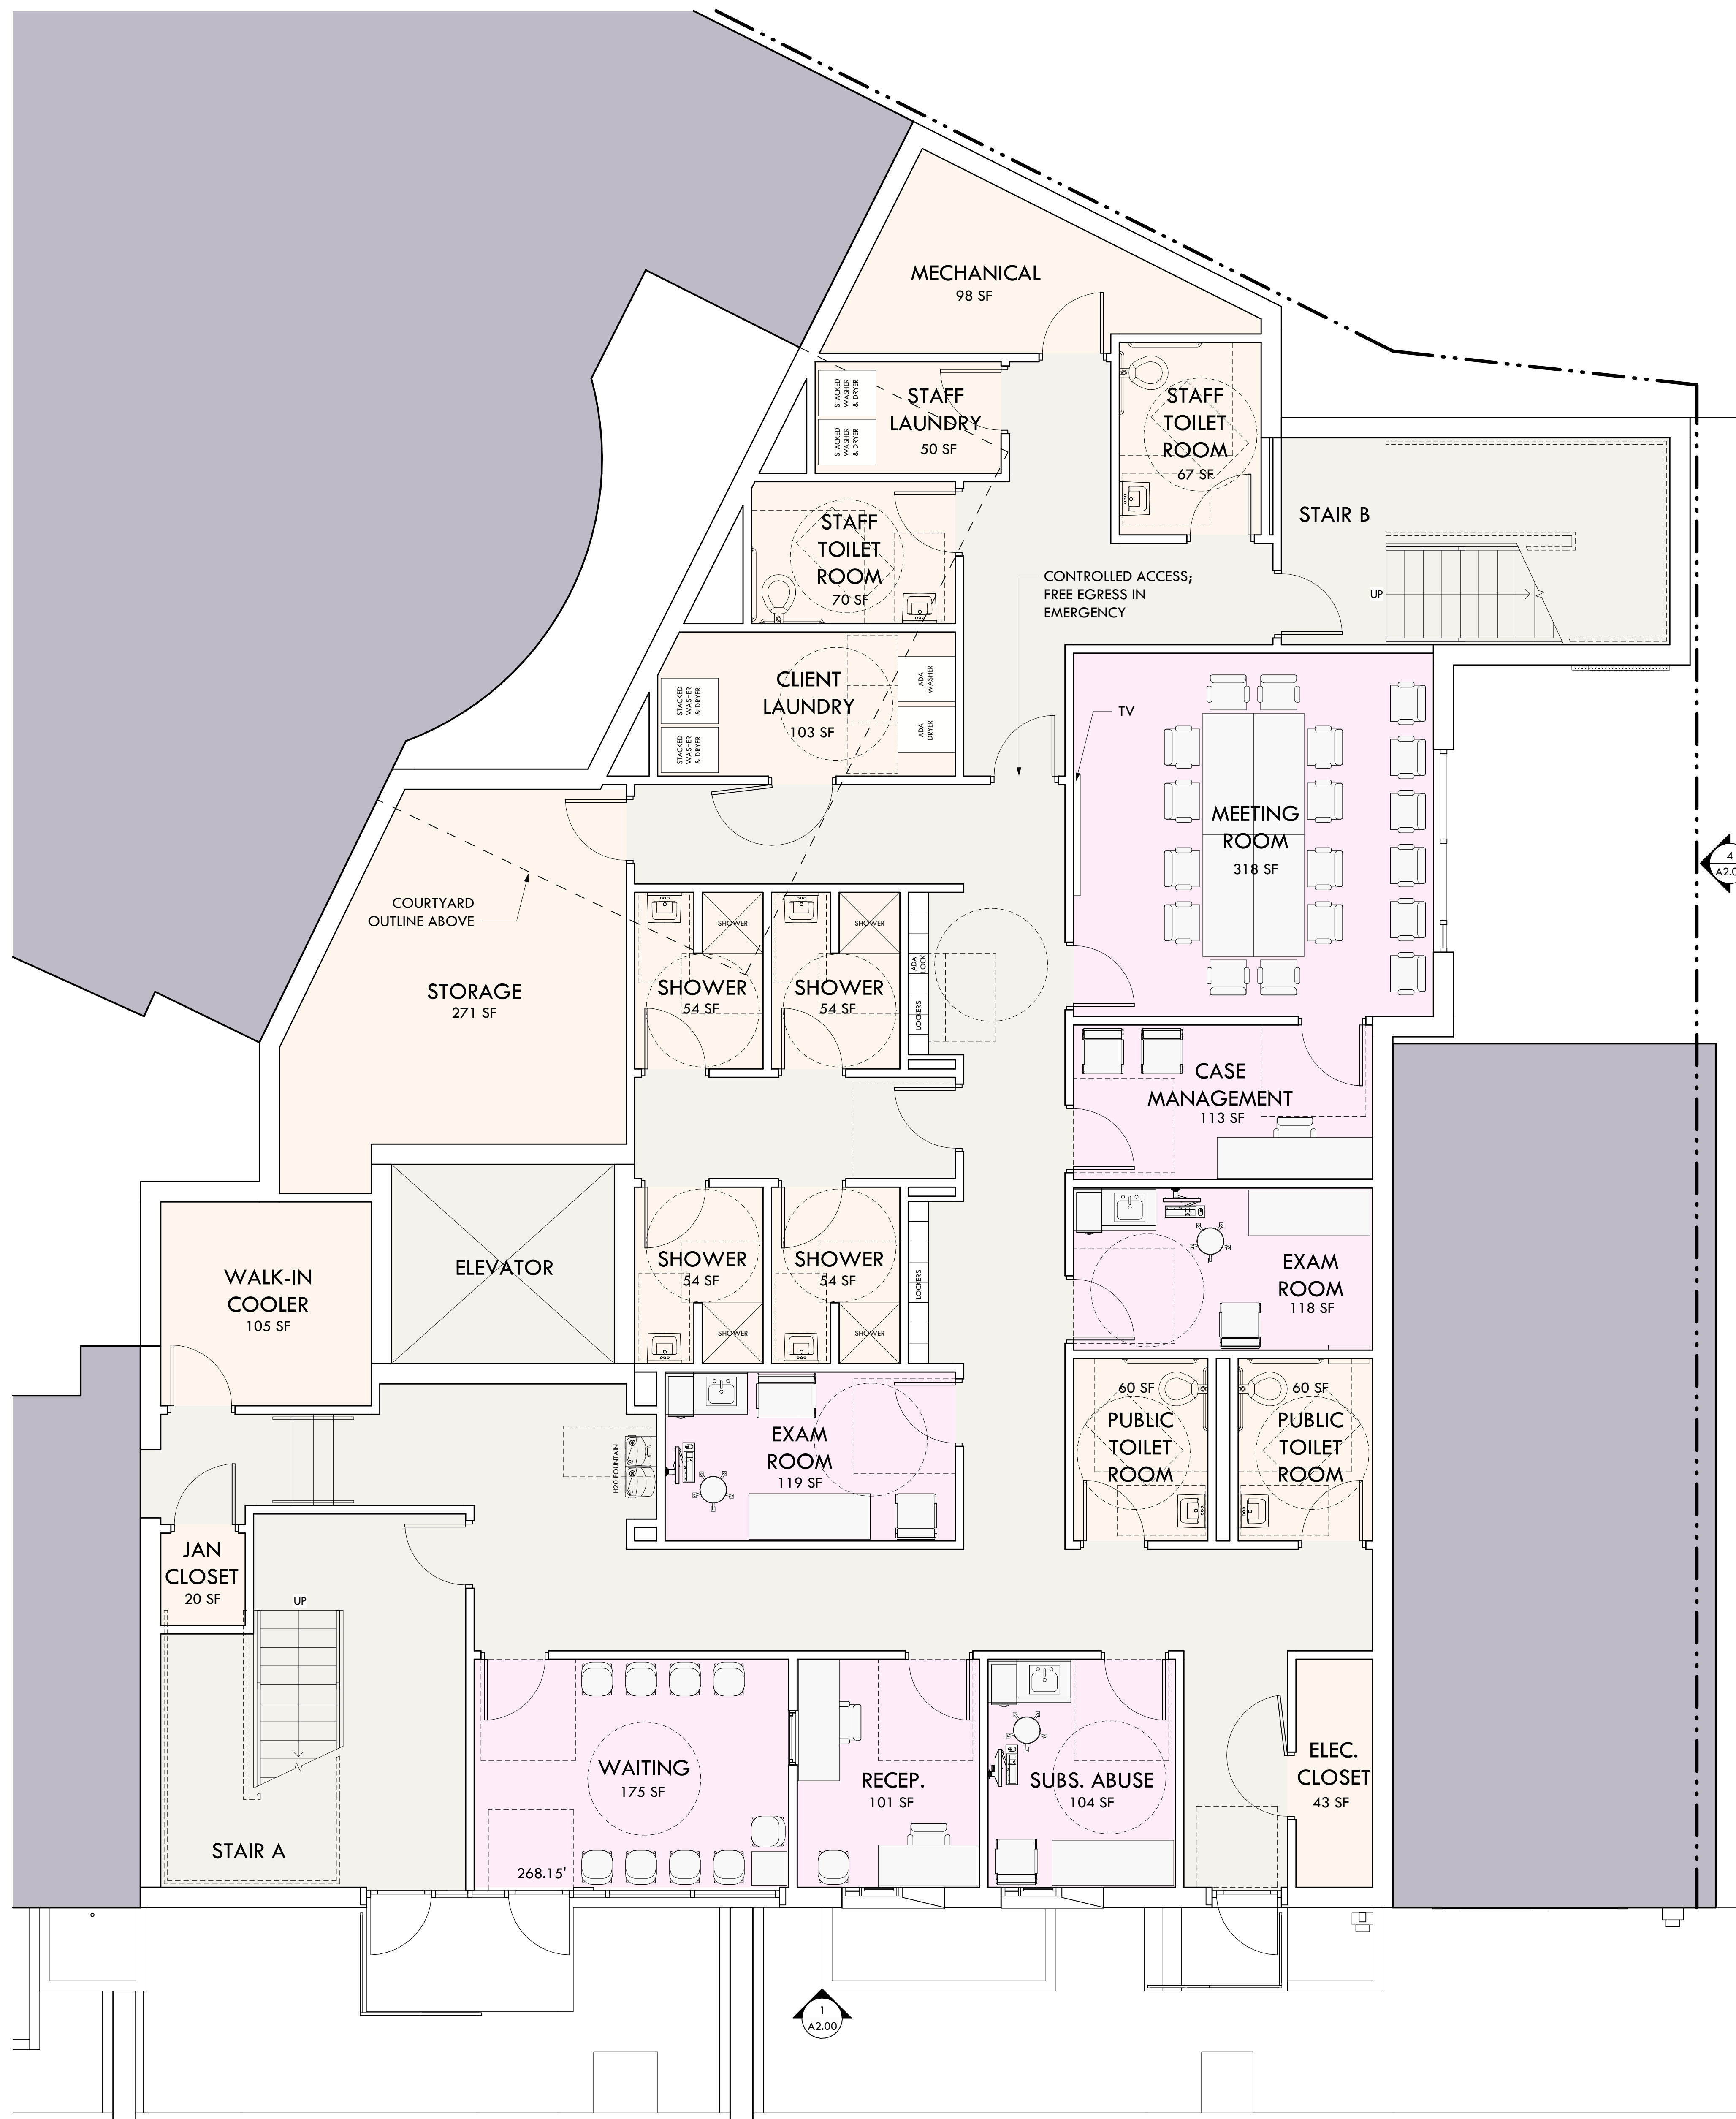 MECHANICAL
98 SF
STACKED
WASHER
& DRYER
STACKED
WASHER
& DRYER
STAFF
LAUNDRY
50 SF
STAFF
TOILET
ROOM
67 SF
STAIR B
UP
STAFF
TOILET
ROOM
70 SF
CONTROLLED ACCESS;
FREE EGRESS IN
EMERGENCY
CLIENT
LAUNDRY
103 SF
STACKED
WASHER
& DRYER
STACKED
WASHER
& DRYER
ADA
WASHER
ADA
DRYER
TV
MEETING
ROOM
318 SF
4
A2.0
COURTYARD
OUTLINE ABOVE
STORAGE
271 SF
SHOWER
SHOWER
SHOWER
54 SF
SHOWER
54 SF
ADA
LOCK
LOCKERS
CASE
MANAGEMENT
113 SF
WALK-IN
COOLER
105 SF
ELEVATOR
SHOWER
54 SF
SHOWER
54 SF
SHOWER
SHOWER
LOCKERS
EXAM
ROOM
118 SF
H20 FOUNTAIN
EXAM
ROOM
119 SF
60 SF
PUBLIC
TOILET
ROOM
60 SF
PUBLIC
TOILET
ROOM
JAN
CLOSET
20 SF
UP
STAIR A
WAITING
175 SF
268.15'
RECEP.
101 SF
SUBS. ABUSE
104 SF
ELEC.
CLOSET
43 SF
1
A2.00